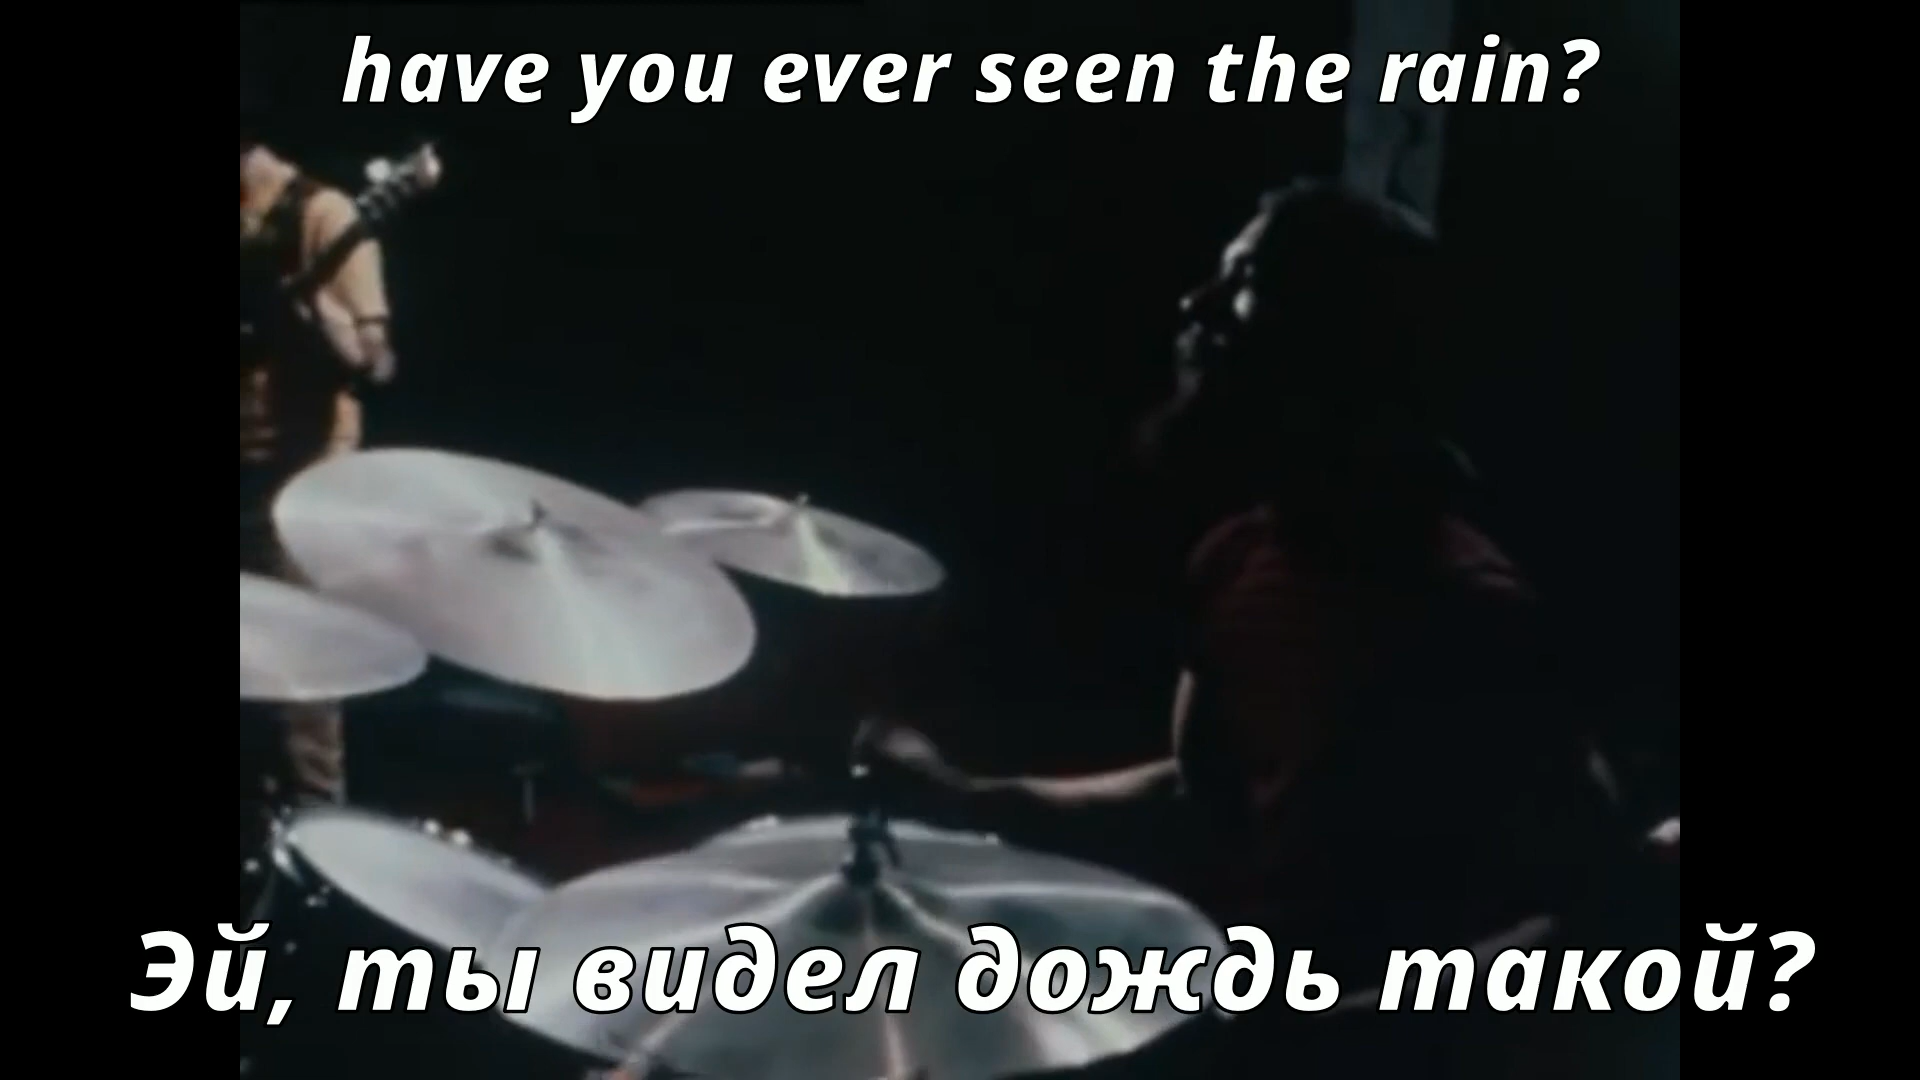 have you ever seen the rain?
Эй, ты видел дождь такой?